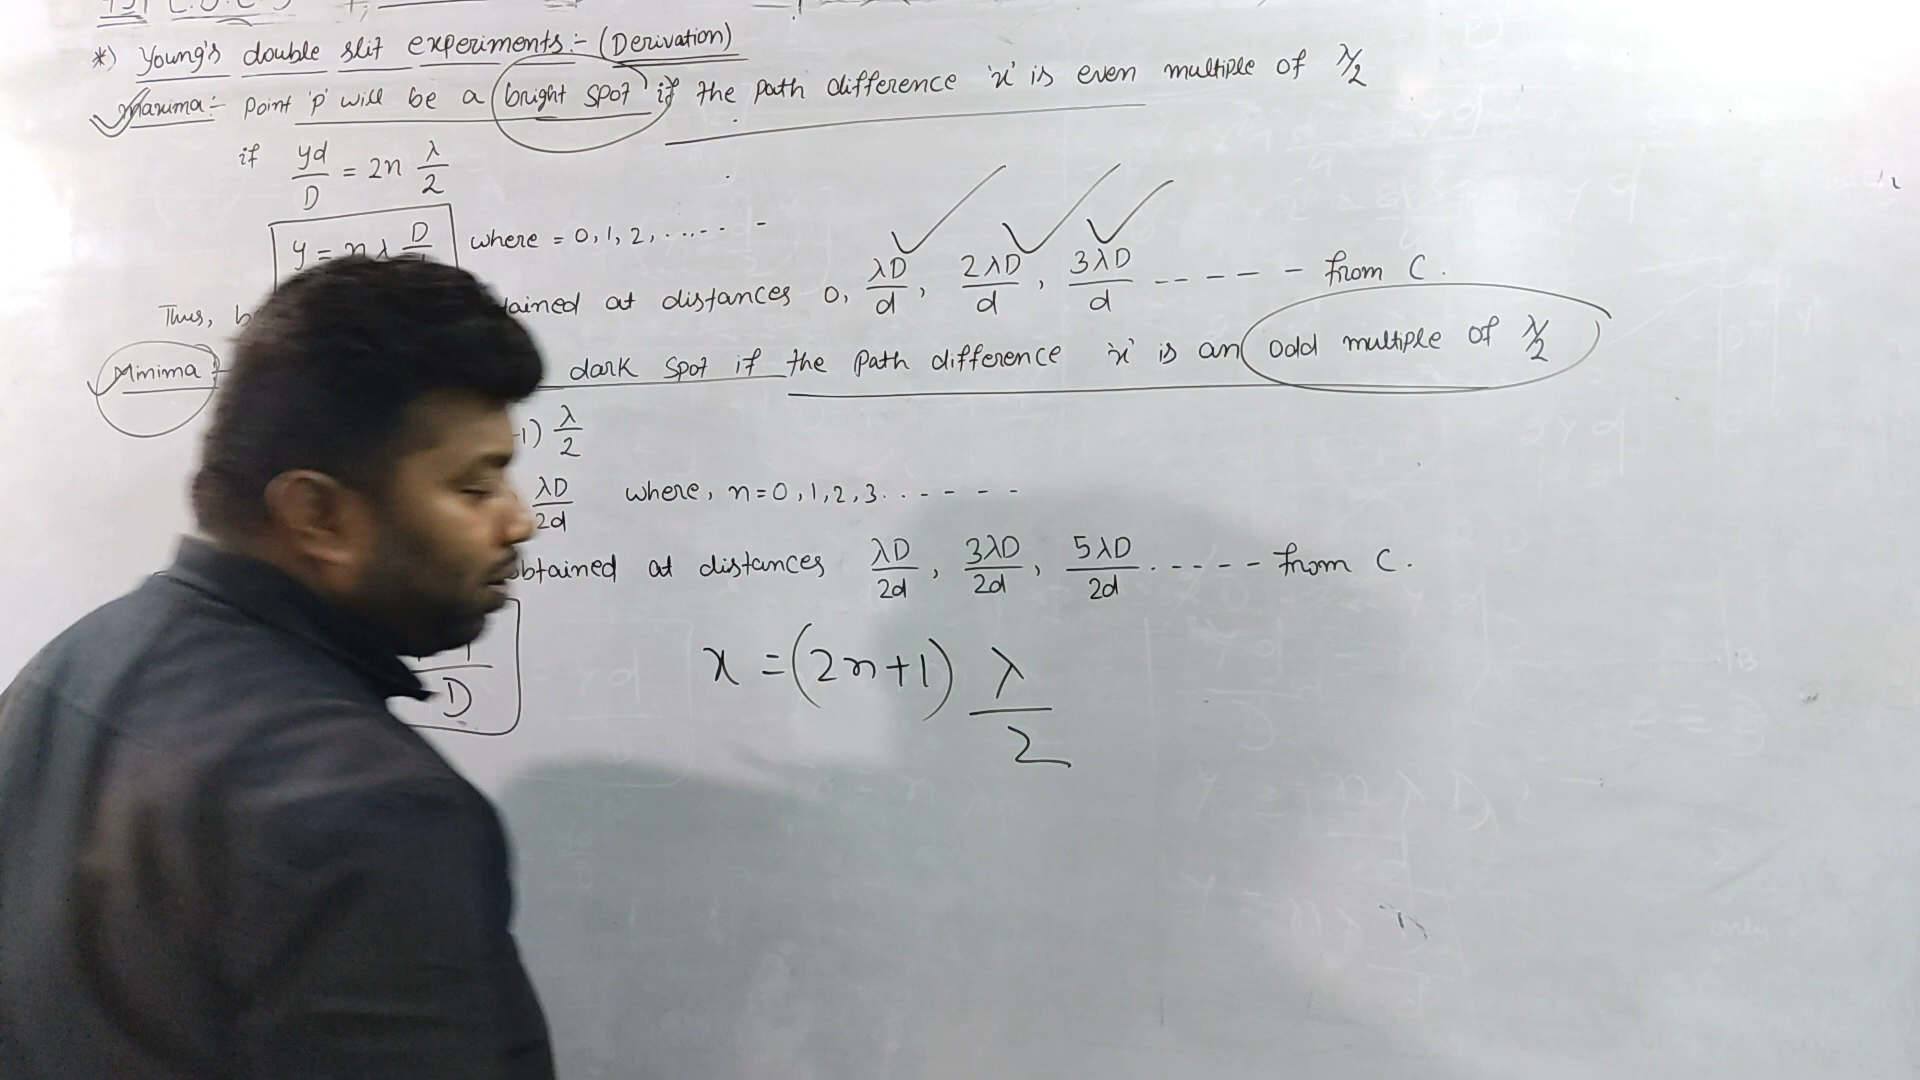 *) Young's double slit experiments:- (Derivation)
Maxima:- Point 'P' will be a bright spot if the path difference 'x' is even multiple of λ/2
if yd/D = 2n λ/2
y = nλ D/ where = 0, 1, 2, ........
Thus, b tained at distances 0, λD/d, 2λD/d, 3λD/d ----- from C.
Minima:- dark spot if the path difference 'x' is an odd multiple of λ/2
1) λ/2
λD/2d where, n=0,1,2,3......
obtained at distances λD/2d, 3λD/2d, 5λD/2d ..... from C.
D
x = (2n+1) λ/2